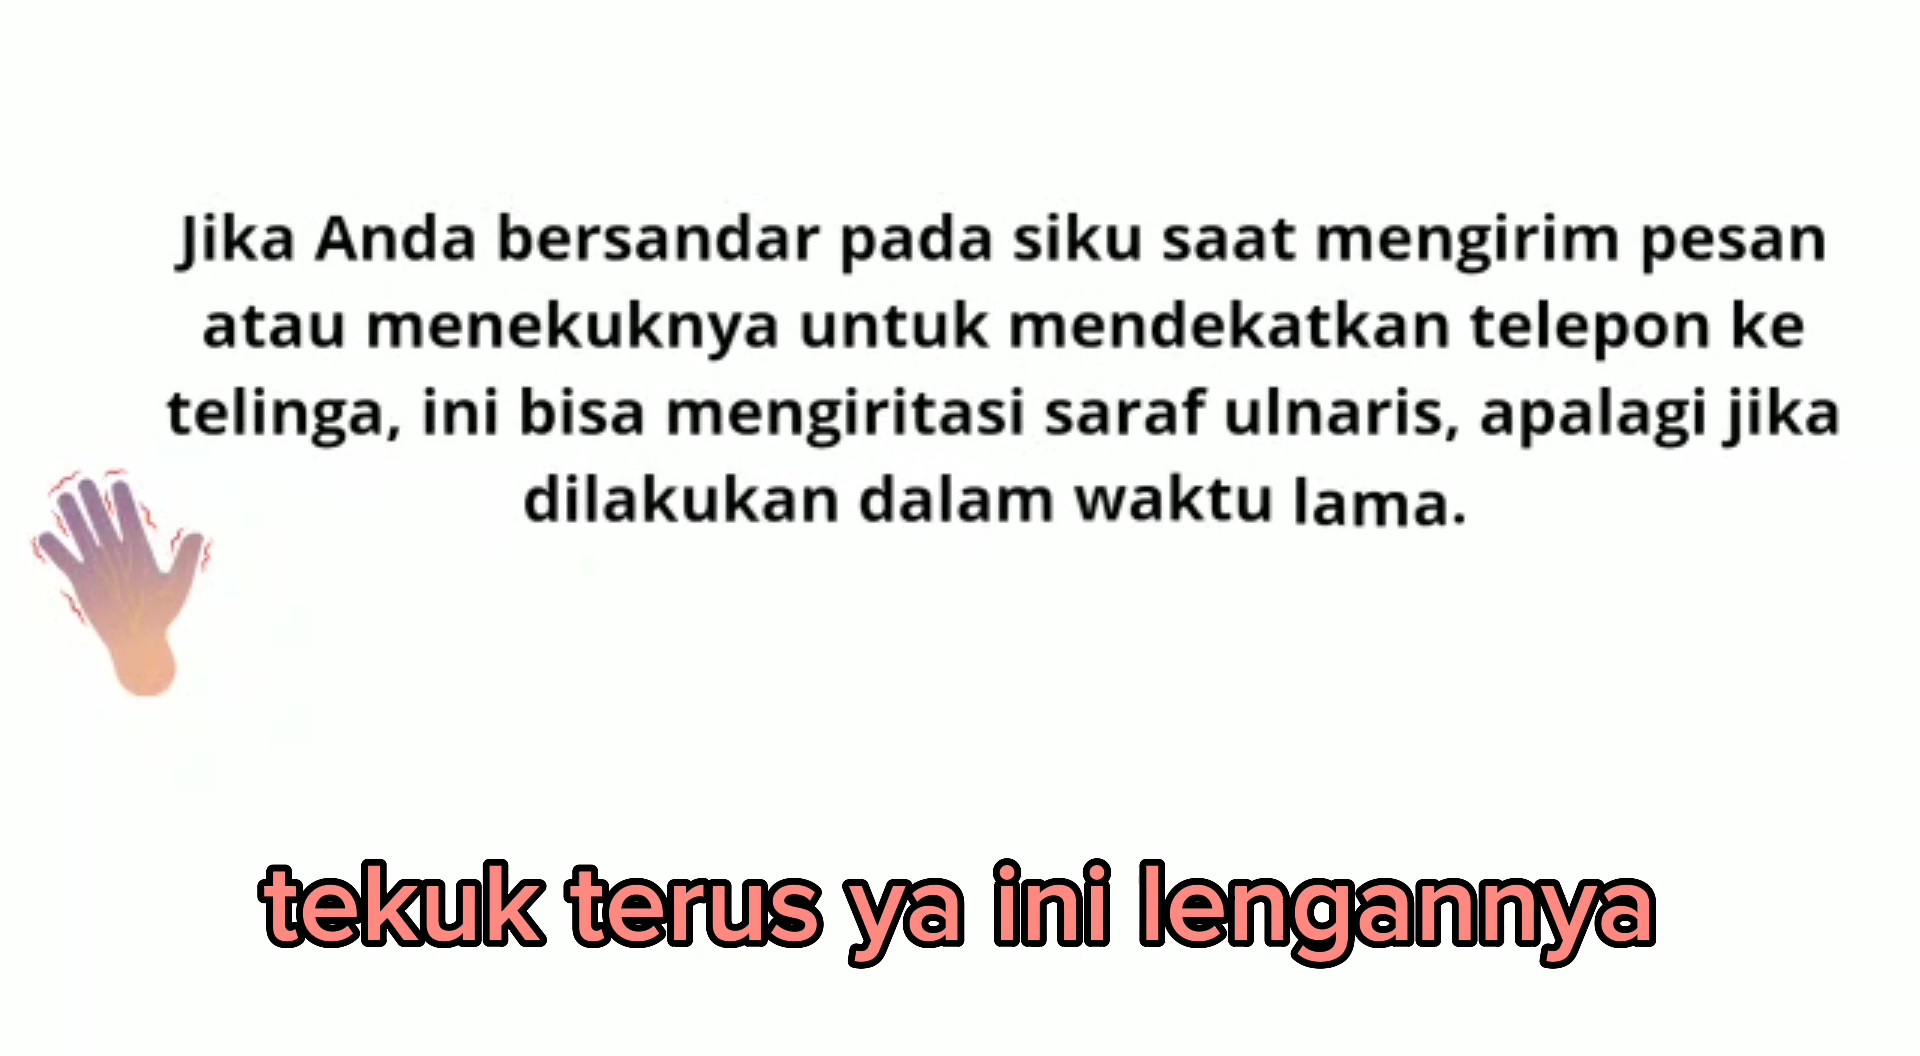 Jika Anda bersandar pada siku saat mengirim pesan
atau menekuknya untuk mendekatkan telepon ke
telinga, ini bisa mengiritasi saraf ulnaris, apalagi jika
dilakukan dalam waktu lama.
tekuk terus ya ini lengannya